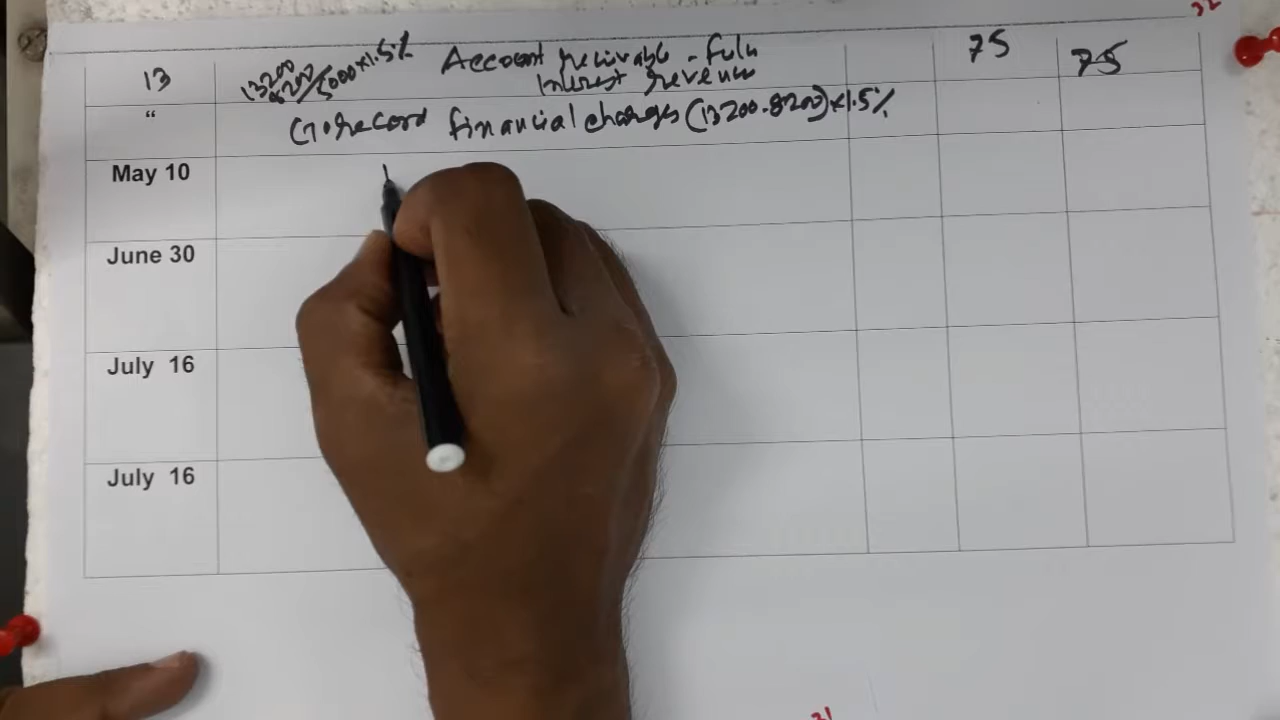 13 13200 8200/5000×1.5% Account receivable - Fulu 75
Interest revenue 75
" (To record financial charges (13200-8200)×1.5%
May 10
June 30
July 16
July 16